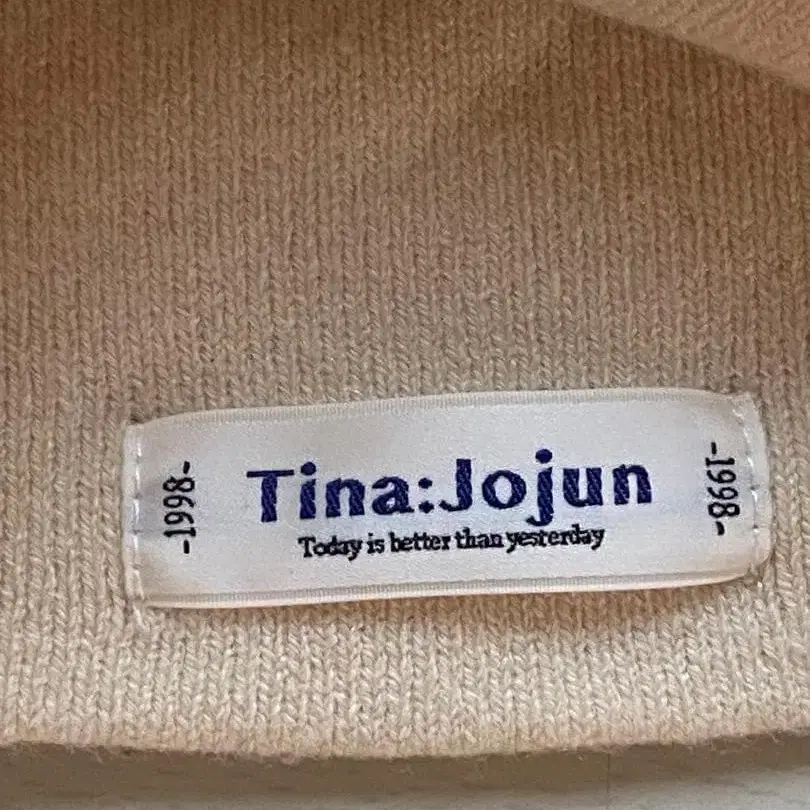 -1998-
Tina:Jojun
Today is better than yesterday
-1998-